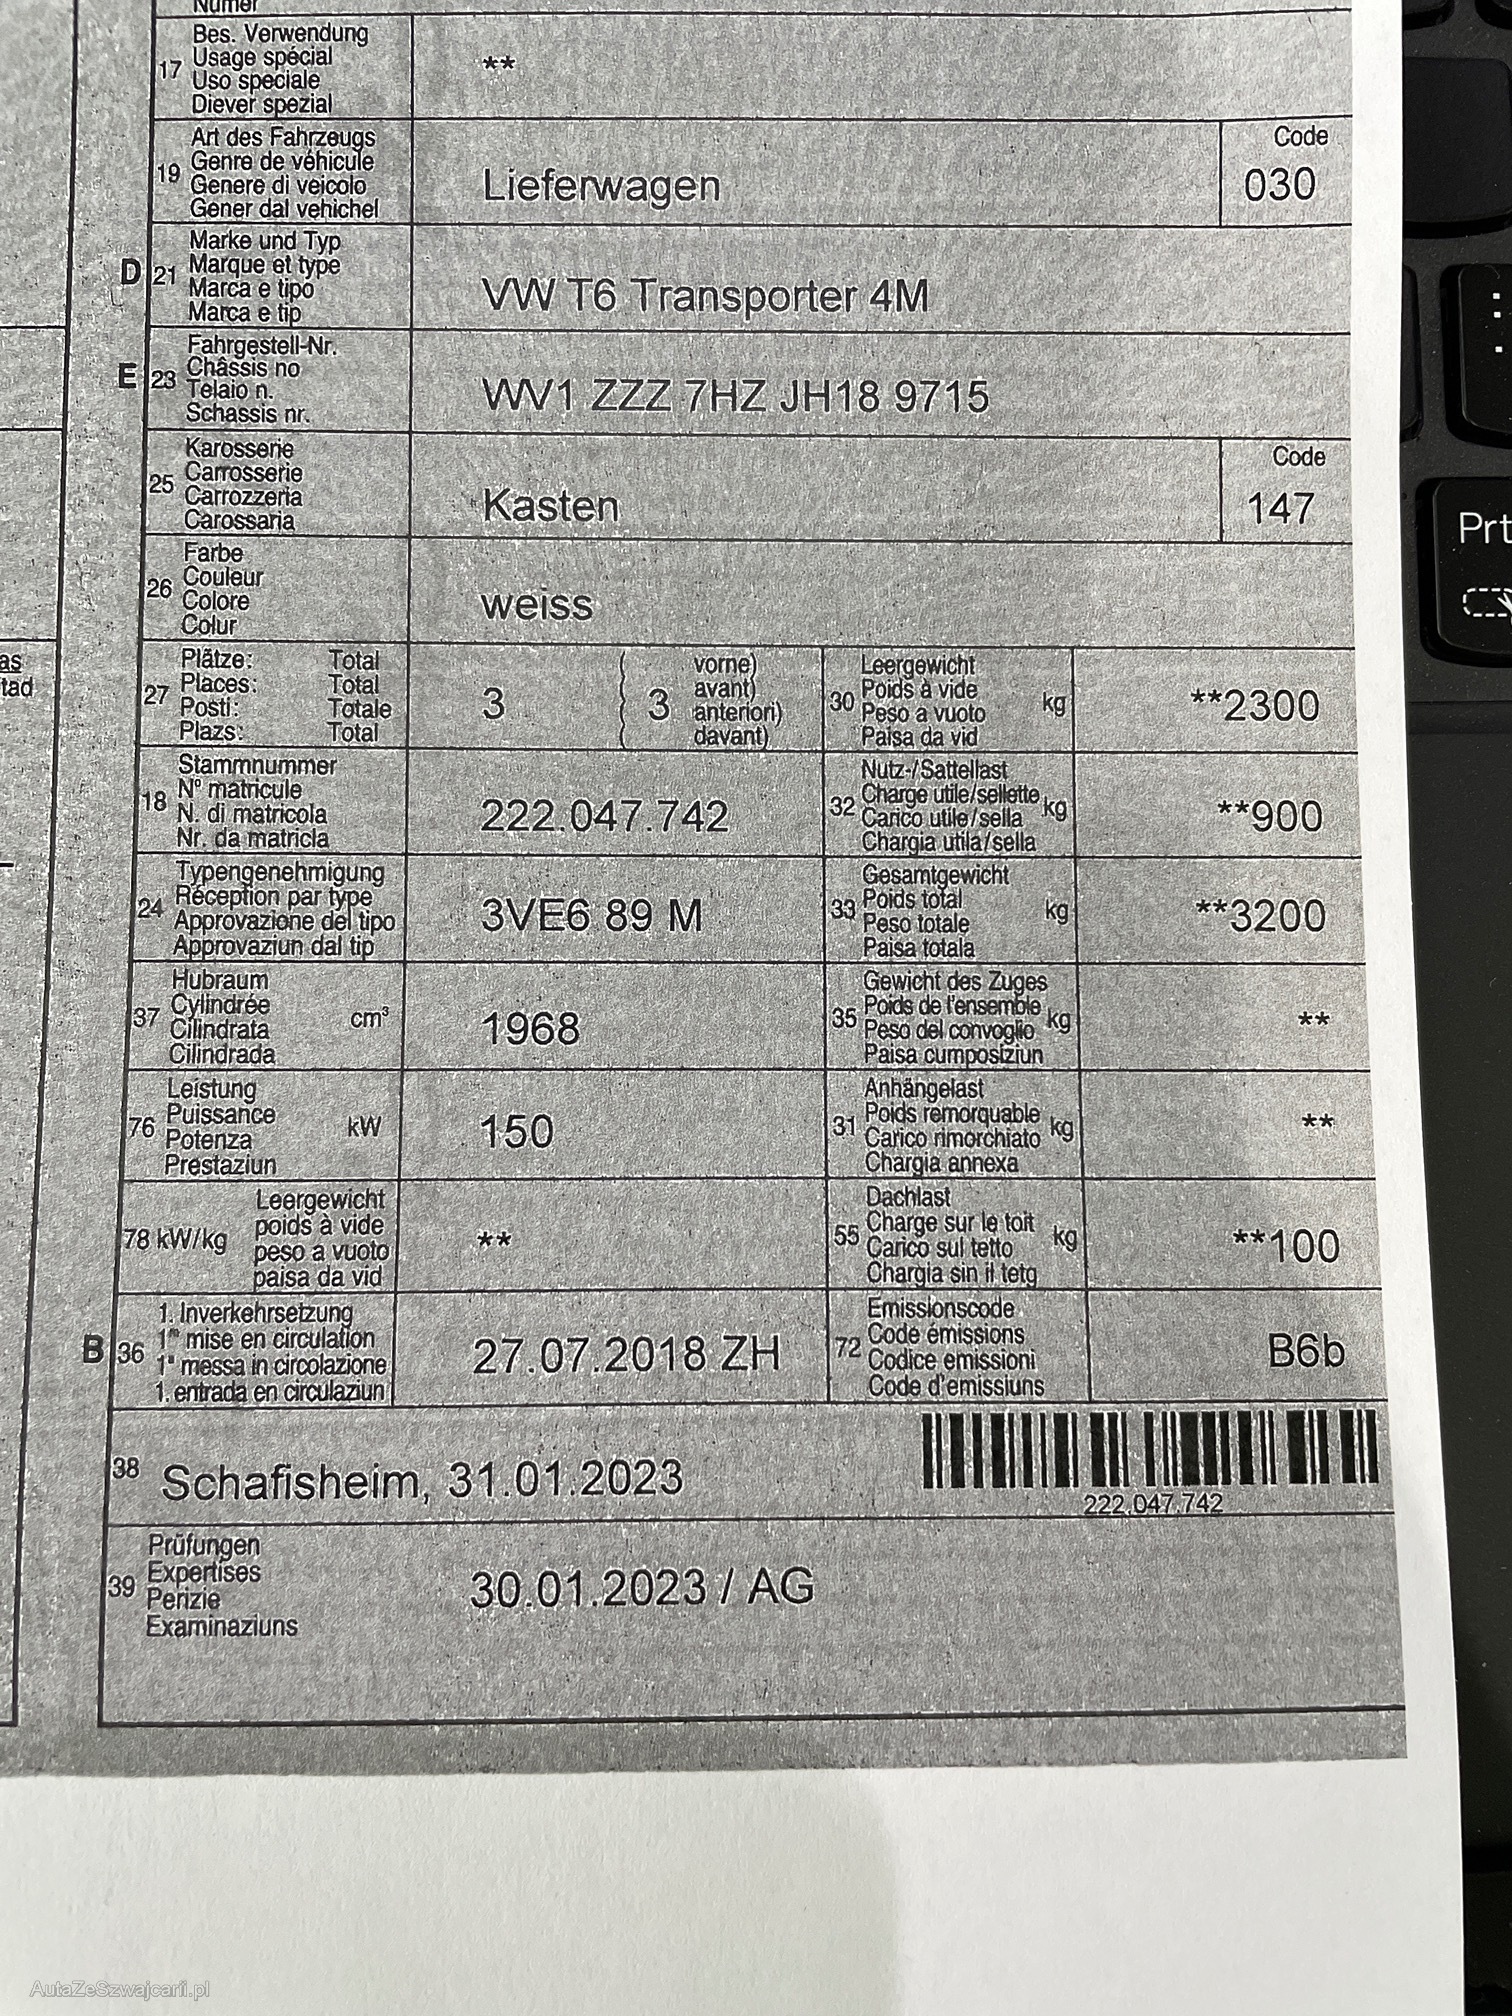 Numer
17
Bes. Verwendung
Usage spécial
Uso speciale
Diever spezial
**
19
Art des Fahrzeugs
Genre de véhicule
Genere di veicolo
Gener dal vehichel
Lieferwagen
Code
030
D 21
Marke und Typ
Marque et type
Marca e tipo
Marca e tip
VW T6 Transporter 4M
E 23
Fahrgestell-Nr.
Châssis no
Telaio n.
Schassis nr.
WV1 ZZZ 7HZ JH18 9715
25
Karosserie
Carrosserie
Carrozzeria
Carossaria
Kasten
Code
147
26
Farbe
Couleur
Colore
Colur
weiss
as
tad
27
Plätze: Total
Places: Total
Posti: Totale
Plazs: Total
3
( 3 vorne)
avant)
anteriori)
davant)
30
Leergewicht
Poids à vide
Peso a vuoto
Paisa da vid
kg
**2300
18
Stammnummer
N° matricule
N. di matricola
Nr. da matricla
222.047.742
32
Nutz-/Sattellast
Charge utile/sellette
Carico utile/sella
Chargia utila/sella
kg
**900
24
Typengenehmigung
Réception par type
Approvazione del tipo
Approvaziun dal tip
3VE6 89 M
33
Gesamtgewicht
Poids total
Peso totale
Paisa totala
kg
**3200
37
Hubraum
Cylindrée
Cilindrata
Cilindrada
cm³
1968
35
Gewicht des Zuges
Poids de l'ensemble
Peso del convoglio
Paisa cumposiziun
kg
**
76
Leistung
Puissance
Potenza
Prestaziun
kW
150
31
Anhängelast
Poids remorquable
Carico rimorchiato
Chargia annexa
kg
**
78 kW/kg
Leergewicht
poids à vide
peso a vuoto
paisa da vid
**
55
Dachlast
Charge sur le toit
Carico sul tetto
Chargia sin il tetg
kg
**100
B 36
1. Inverkehrsetzung
1re mise en circulation
1a messa in circolazione
1. entrada en circulaziun
27.07.2018 ZH
72
Emissionscode
Code émissions
Codice emissioni
Code d'emissiuns
B6b
38
Schafisheim, 31.01.2023
222.047.742
39
Prüfungen
Expertises
Perizie
Examinaziuns
30.01.2023 / AG
Prt
AutaZeSzwajcarii.pl